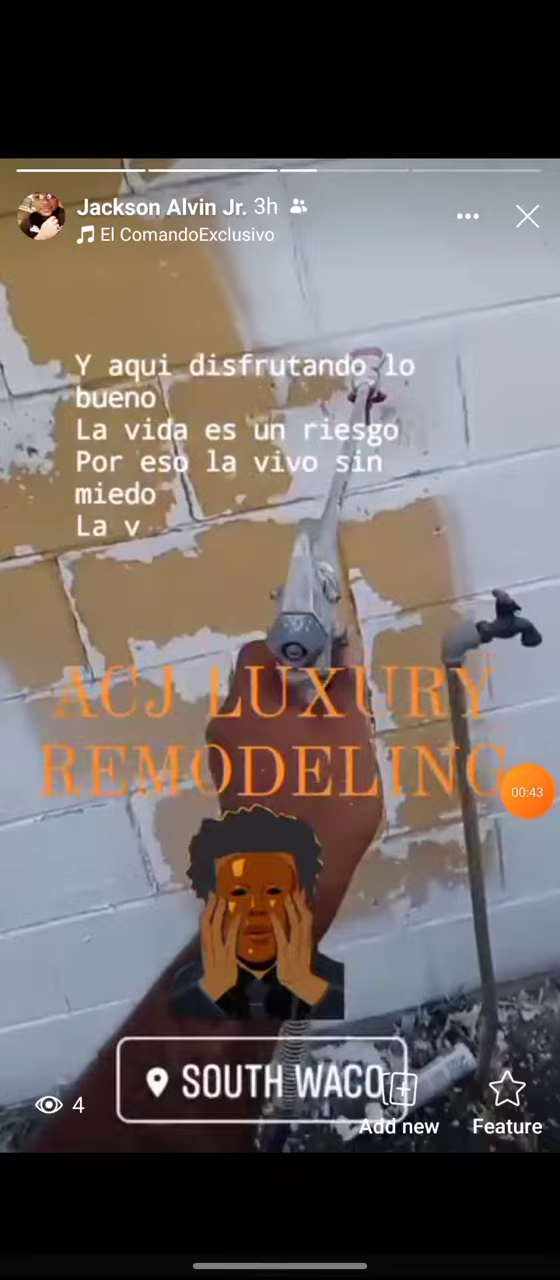 Jackson Alvin Jr. 3h
El ComandoExclusivo
Y aqui disfrutando lo
bueno
La vida es un riesgo
Por eso la vivo sin
miedo
La v
ACJ LUXURY
REMODELING
00:43
SOUTH WACO
4
Add new
Feature